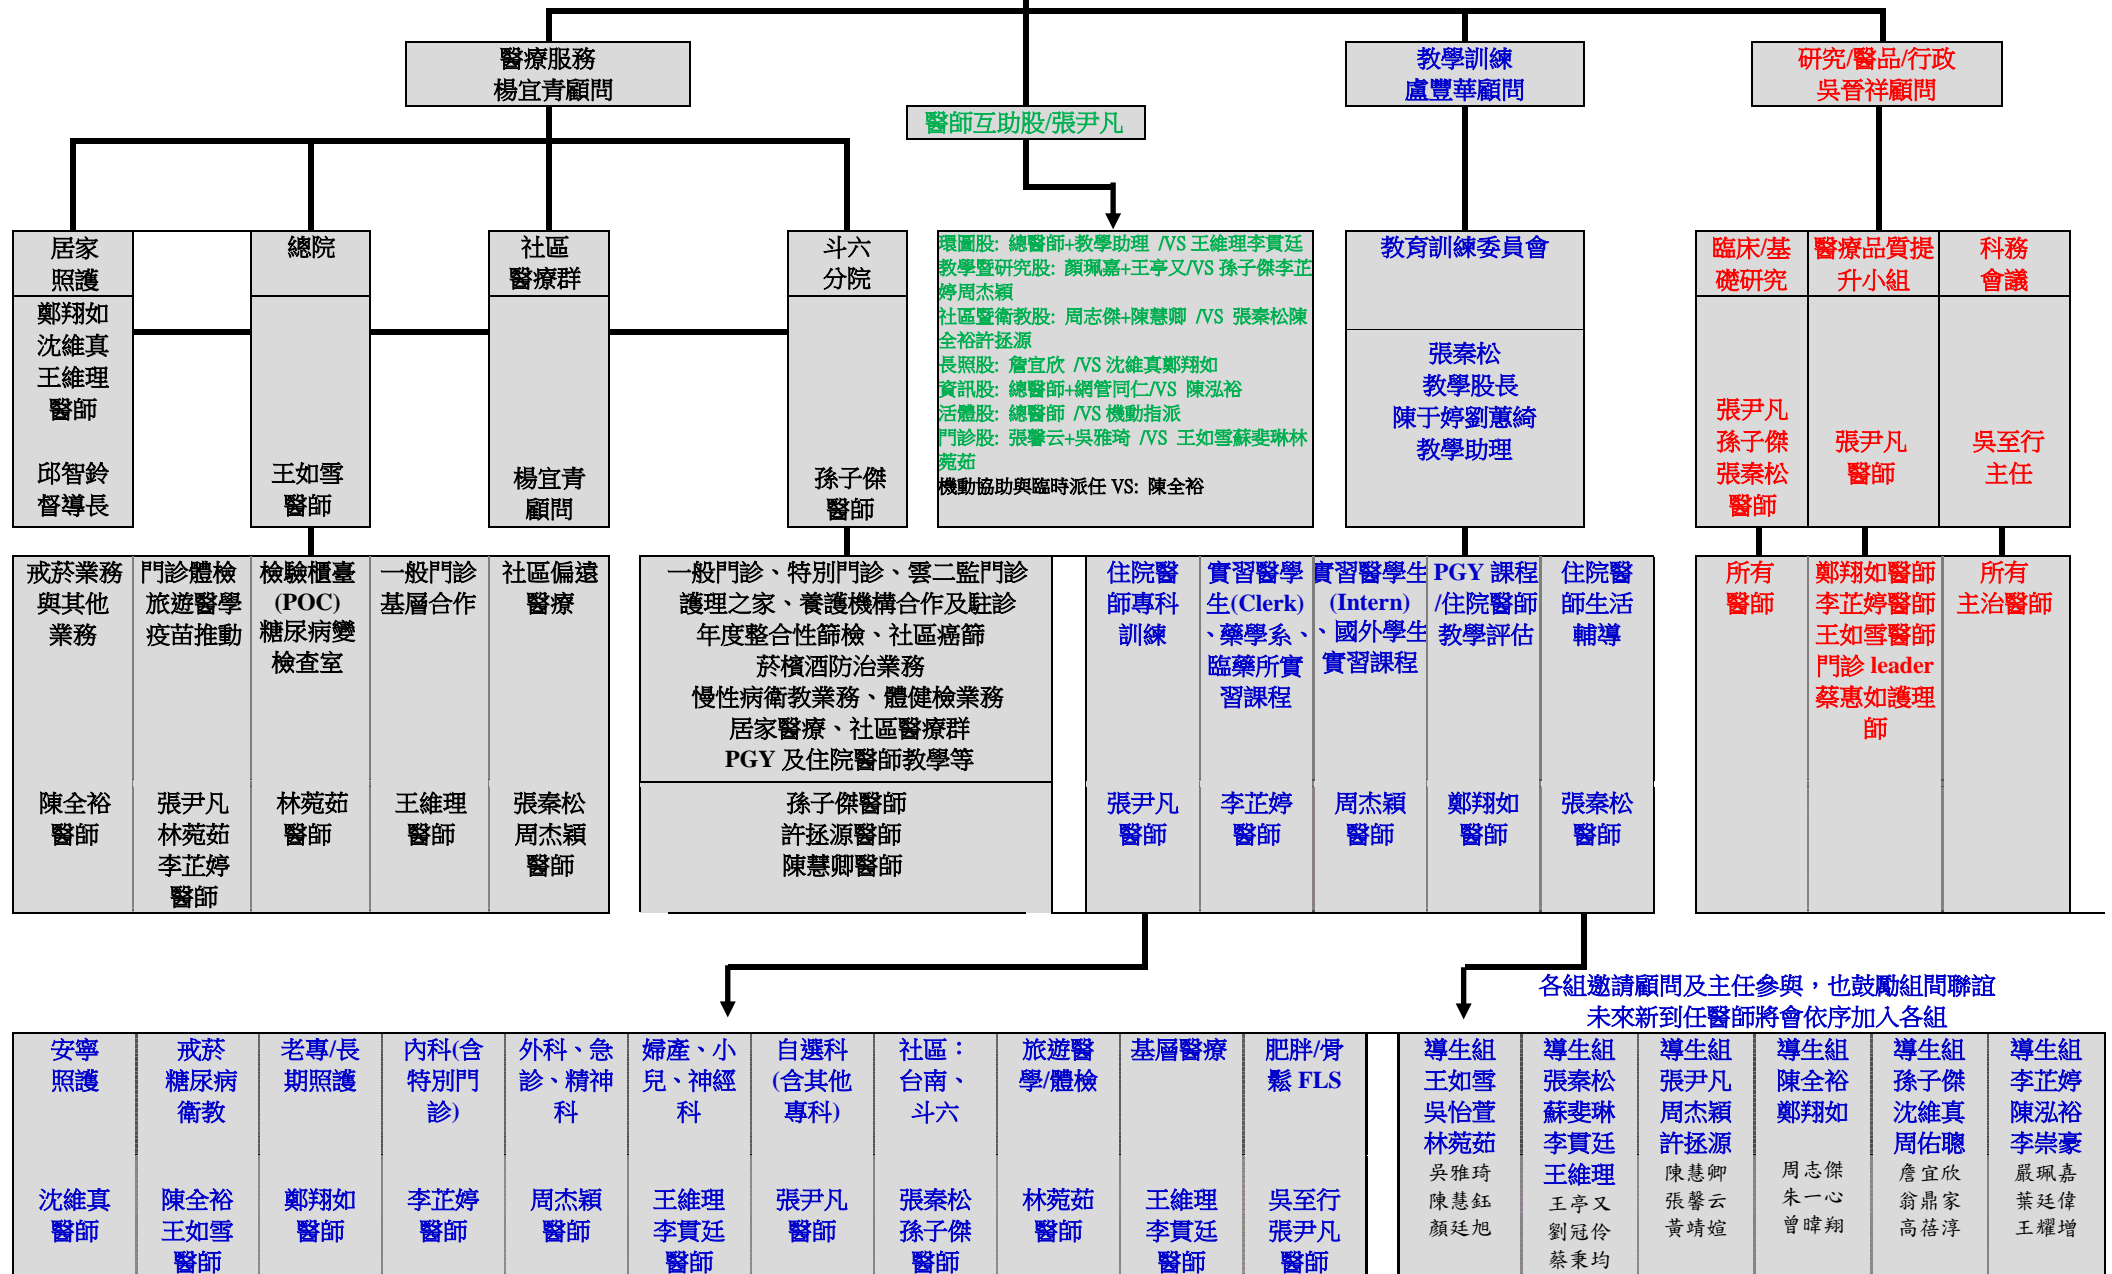 醫療服務
楊宜青顧問
醫師互助股/張尹凡
教學訓練
盧豐華顧問
研究/醫品/行政
吳晉祥顧問
居家
照護
鄭翔如
沈維真
王維理
醫師
邱智鈴
督導長
總院
王如雪
醫師
社區
醫療群
楊宜青
顧問
斗六
分院
孫子傑
醫師
環圖股: 總醫師+教學助理 /VS 王維理李貫廷
教學暨研究股: 顏珮嘉+王亭又/VS 孫子傑李芷
婷周杰穎
社區暨衛教股: 周志傑+陳慧卿 /VS 張秦松陳
全裕許拯源
長照股: 詹宜欣 /VS 沈維真鄭翔如
資訊股: 總醫師+網管同仁/VS 陳泓裕
活體股: 總醫師 /VS 機動指派
門診股: 張馨云+吳雅琦 /VS 王如雪蘇斐琳林
菀茹
機動協助與臨時派任 VS: 陳全裕
教育訓練委員會
張秦松
教學股長
陳于婷劉蕙綺
教學助理
臨床/基
礎研究
張尹凡
孫子傑
張秦松
醫師
醫療品質提
升小組
張尹凡
醫師
科務
會議
吳至行
主任
戒菸業務
與其他
業務
陳全裕
醫師
門診體檢
旅遊醫學
疫苗推動
張尹凡
林菀茹
李芷婷
醫師
檢驗櫃臺
(POC)
糖尿病變
檢查室
林菀茹
醫師
一般門診
基層合作
王維理
醫師
社區偏遠
醫療
張秦松
周杰穎
醫師
一般門診、特別門診、雲二監門診
護理之家、養護機構合作及駐診
年度整合性篩檢、社區癌篩
菸檳酒防治業務
慢性病衛教業務、體健檢業務
居家醫療、社區醫療群
PGY 及住院醫師教學等
孫子傑醫師
許拯源醫師
陳慧卿醫師
住院醫
師專科
訓練
張尹凡
醫師
實習醫學
生(Clerk)
、藥學系、
臨藥所實
習課程
李芷婷
醫師
實習醫學生
(Intern)
、國外學生
實習課程
周杰穎
醫師
PGY 課程
/住院醫師
教學評估
鄭翔如
醫師
住院醫
師生活
輔導
張秦松
醫師
所有
醫師
鄭翔如醫師
李芷婷醫師
王如雪醫師
門診 leader
蔡惠如護理
師
所有
主治醫師
各組邀請顧問及主任參與，也鼓勵組間聯誼
未來新到任醫師將會依序加入各組
安寧
照護
沈維真
醫師
戒菸
糖尿病
衛教
陳全裕
王如雪
醫師
老專/長
期照護
鄭翔如
醫師
內科(含
特別門
診)
李芷婷
醫師
外科、急
診、精神
科
周杰穎
醫師
婦產、小
兒、神經
科
王維理
李貫廷
醫師
自選科
(含其他
專科)
張尹凡
醫師
社區：
台南、
斗六
張秦松
孫子傑
醫師
旅遊醫
學/體檢
林菀茹
醫師
基層醫療
王維理
李貫廷
醫師
肥胖/骨
鬆 FLS
吳至行
張尹凡
醫師
導生組
王如雪
吳怡萱
林菀茹
吳雅琦
陳慧鈺
顏廷旭
導生組
張秦松
蘇斐琳
李貫廷
王維理
王亭又
劉冠伶
蔡秉均
導生組
張尹凡
周杰穎
許拯源
陳慧卿
張馨云
黃靖媗
導生組
陳全裕
鄭翔如
周志傑
朱一心
曾暐翔
導生組
孫子傑
沈維真
周佑聰
詹宜欣
翁鼎家
高蓓淳
導生組
李芷婷
陳泓裕
李崇豪
嚴珮嘉
葉廷偉
王耀增